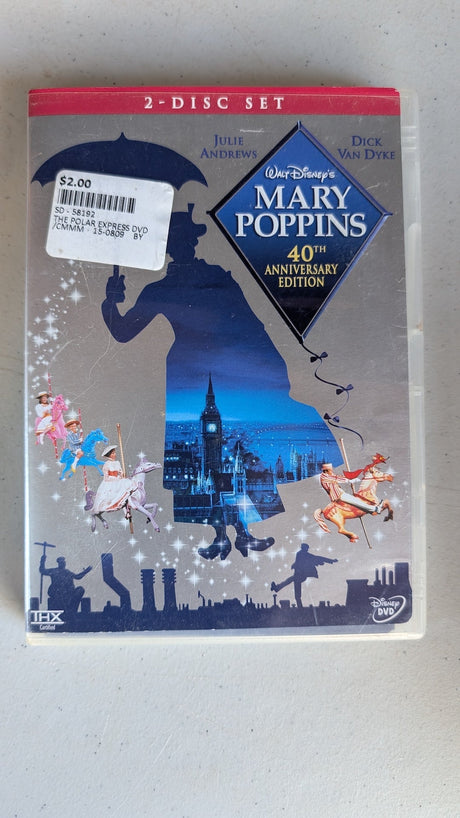 2-DISC SET
JULIE
ANDREWS
DICK
VAN DYKE
WALT DISNEY'S
MARY
POPPINS
40TH
ANNIVERSARY
EDITION
$2.00
SD - 58192
THE POLAR EXPRESS DVD
/CMMM - 15-0809 BY
THX
Certified
Disney
DVD